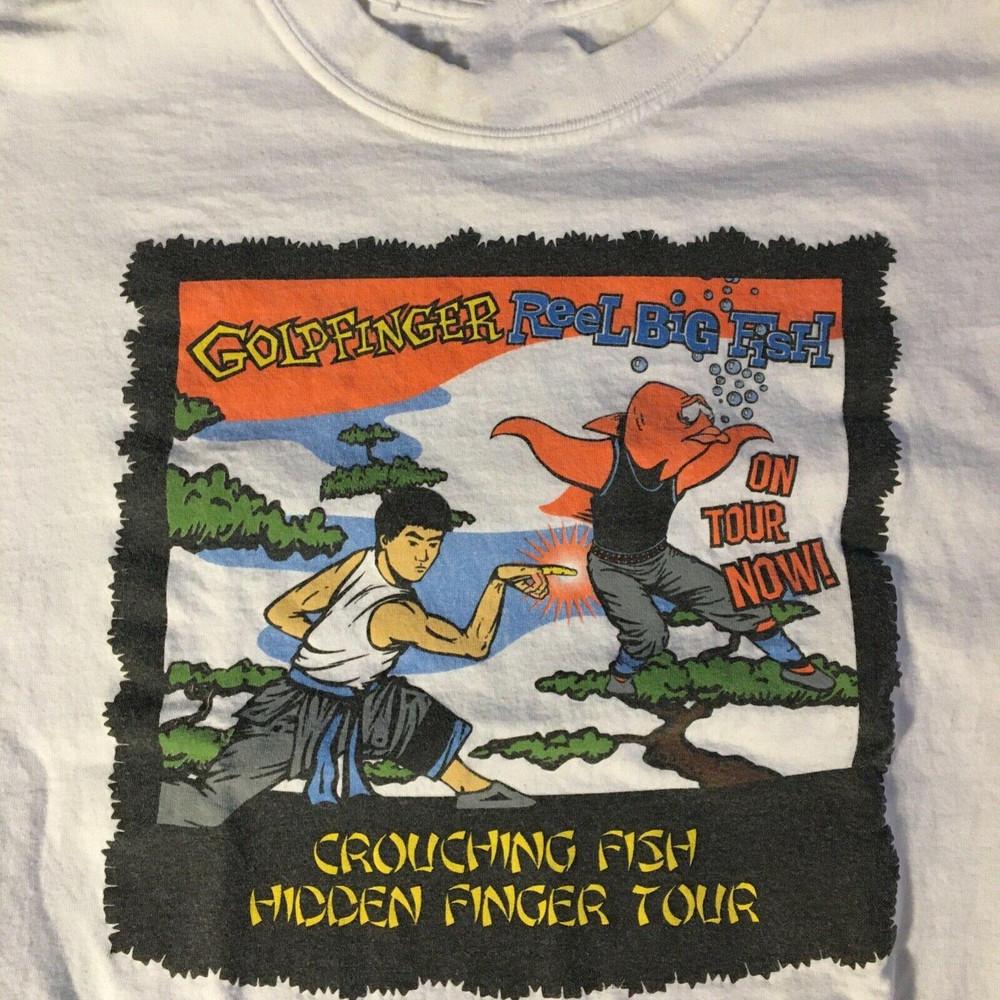 GOLDFINGER REEL BIG FISH
ON
TOUR
NOW!
CROUCHING FISH
HIDDEN FINGER TOUR